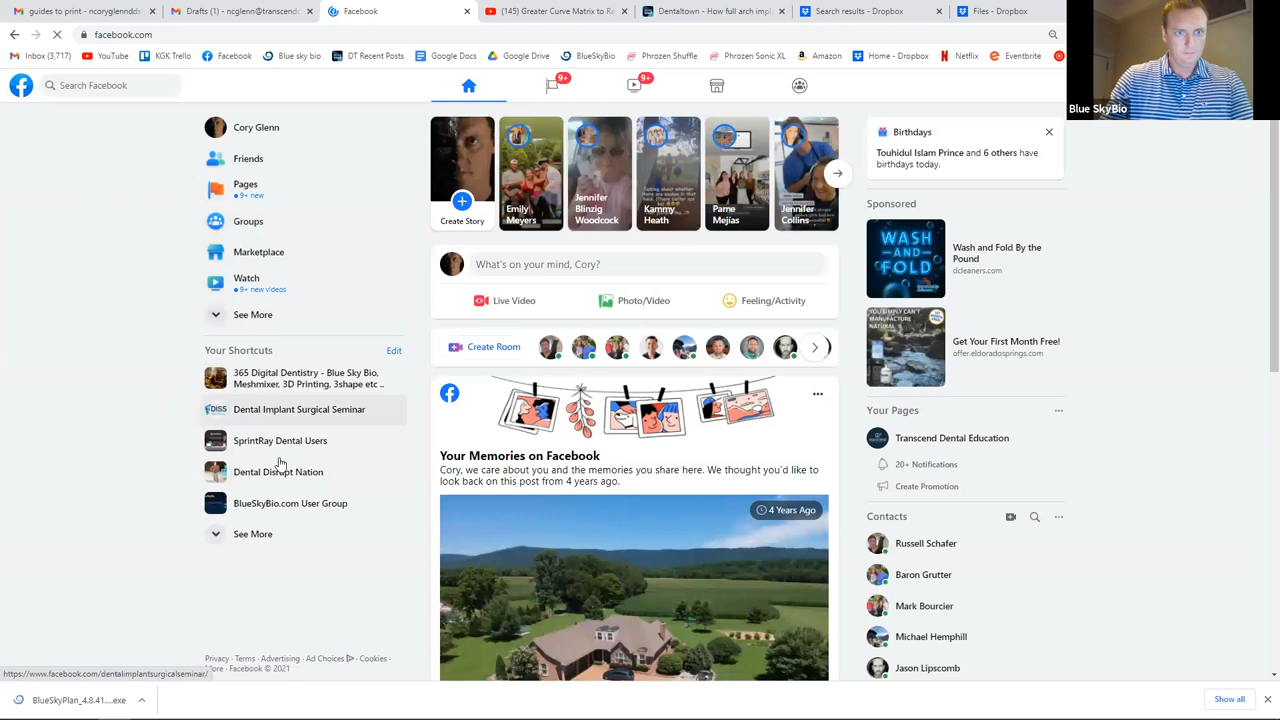 guides to print - ncoryglenndds
Drafts (1) - ncglenn@transcend
Facebook
(145) Greater Curve Matrix to Re
Dentaltown - How full arch impl
Search results - Dropbox
Files - Dropbox
facebook.com
Inbox (3,717)
YouTube
KGK Trello
Facebook
Blue sky bio
DT Recent Posts
Google Docs
Google Drive
BlueSkyBio
Phrozen Shuffle
Phrozen Sonic XL
Amazon
Home - Dropbox
Netflix
Eventbrite
Search Facebook
9+
9+
Blue SkyBio
Cory Glenn
Friends
Pages
9+ new
Groups
Marketplace
Watch
9+ new videos
See More
Your Shortcuts
Edit
365 Digital Dentistry - Blue Sky Bio,
Meshmixer, 3D Printing, 3shape etc ..
Dental Implant Surgical Seminar
SprintRay Dental Users
Dental Disrupt Nation
BlueSkyBio.com User Group
See More
Privacy · Terms · Advertising · Ad Choices · Cookies ·
More · Facebook © 2021
https://www.facebook.com/dentalimplantsurgicalseminar/
Create Story
Emily
Meyers
Jennifer
Blinzig
Woodcock
Kammy
Heath
Pame
Mejías
Jennifer
Collins
What's on your mind, Cory?
Live Video
Photo/Video
Feeling/Activity
Create Room
Your Memories on Facebook
Cory, we care about you and the memories you share here. We thought you'd like to
look back on this post from 4 years ago.
4 Years Ago
Birthdays
Touhidul Islam Prince and 6 others have
birthdays today.
Sponsored
WASH
AND
FOLD
Wash and Fold By the
Pound
dcleaners.com
YOU SIMPLY CAN'T
MANUFACTURE
NATURAL
Get Your First Month Free!
offer.eldoradosprings.com
Your Pages
Transcend Dental Education
20+ Notifications
Create Promotion
Contacts
Russell Schafer
Baron Grutter
Mark Bourcier
Michael Hemphill
Jason Lipscomb
BlueSkyPlan_4.8.41....exe
Show all